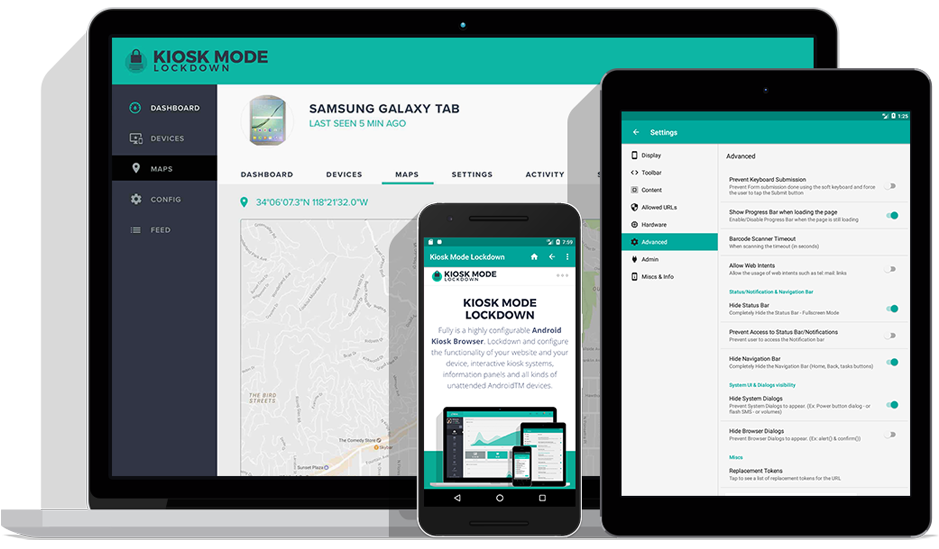 KIOSK MODE
LOCKDOWN
DASHBOARD
DEVICES
MAPS
CONFIG
FEED
SAMSUNG GALAXY TAB
LAST SEEN 5 MIN AGO
DASHBOARD
DEVICES
MAPS
SETTINGS
ACTIVITY
S
34°06'07.3"N 118°21'32.0"W
THE BIRD
STREETS
The Comedy Store
Skybar
Sunset Plaza
7:59
Kiosk Mode Lockdown
KIOSK MODE
LOCKDOWN
KIOSK MODE
LOCKDOWN
Fully is a highly configurable Android
Kiosk Browser. Lockdown and configure
the functionality of your website and your
device, interactive kiosk systems,
information panels and all kinds of
unattended AndroidTM devices.
1:25
Settings
Display
Toolbar
Content
Allowed URLs
Hardware
Advanced
Admin
Miscs & Info
Advanced
Prevent Keyboard Submission
Prevent Form submission done using the soft keyboard and force
the user to tap the Submit button
Show Progress Bar when loading the page
Enable/Disable Progress Bar when the page is still loading
Barcode Scanner Timeout
When scanning the timeout (in seconds)
Allow Web Intents
Allow the usage of web intents such as tel: mail: links
Status/Notification & Navigation Bar
Hide Status Bar
Completely Hide the Status Bar - Fullscreen Mode
Prevent Access to Status Bar/Notifications
Prevent user to access the Notification bar
Hide Navigation Bar
Completely Hide the Navigation Bar (Home, Back, tasks buttons)
System UI & Dialogs visibility
Hide System Dialogs
Prevent System Dialogs to appear. (Ex: Power button dialog - or
flash SMS - or volumes)
Hide Browser Dialogs
Prevent Browser Dialogs to appear. (Ex: alert() & confirm())
Miscs
Replacement Tokens
Tap to see a list of replacement tokens for the URL